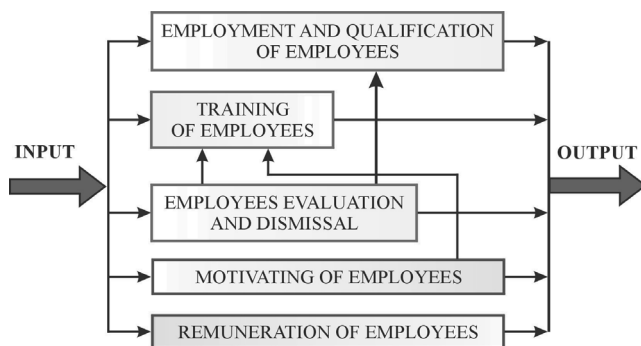 EMPLOYMENT AND QUALIFICATION
OF EMPLOYEES
TRAINING
OF EMPLOYEES
INPUT
OUTPUT
EMPLOYEES EVALUATION
AND DISMISSAL
MOTIVATING OF EMPLOYEES
REMUNERATION OF EMPLOYEES